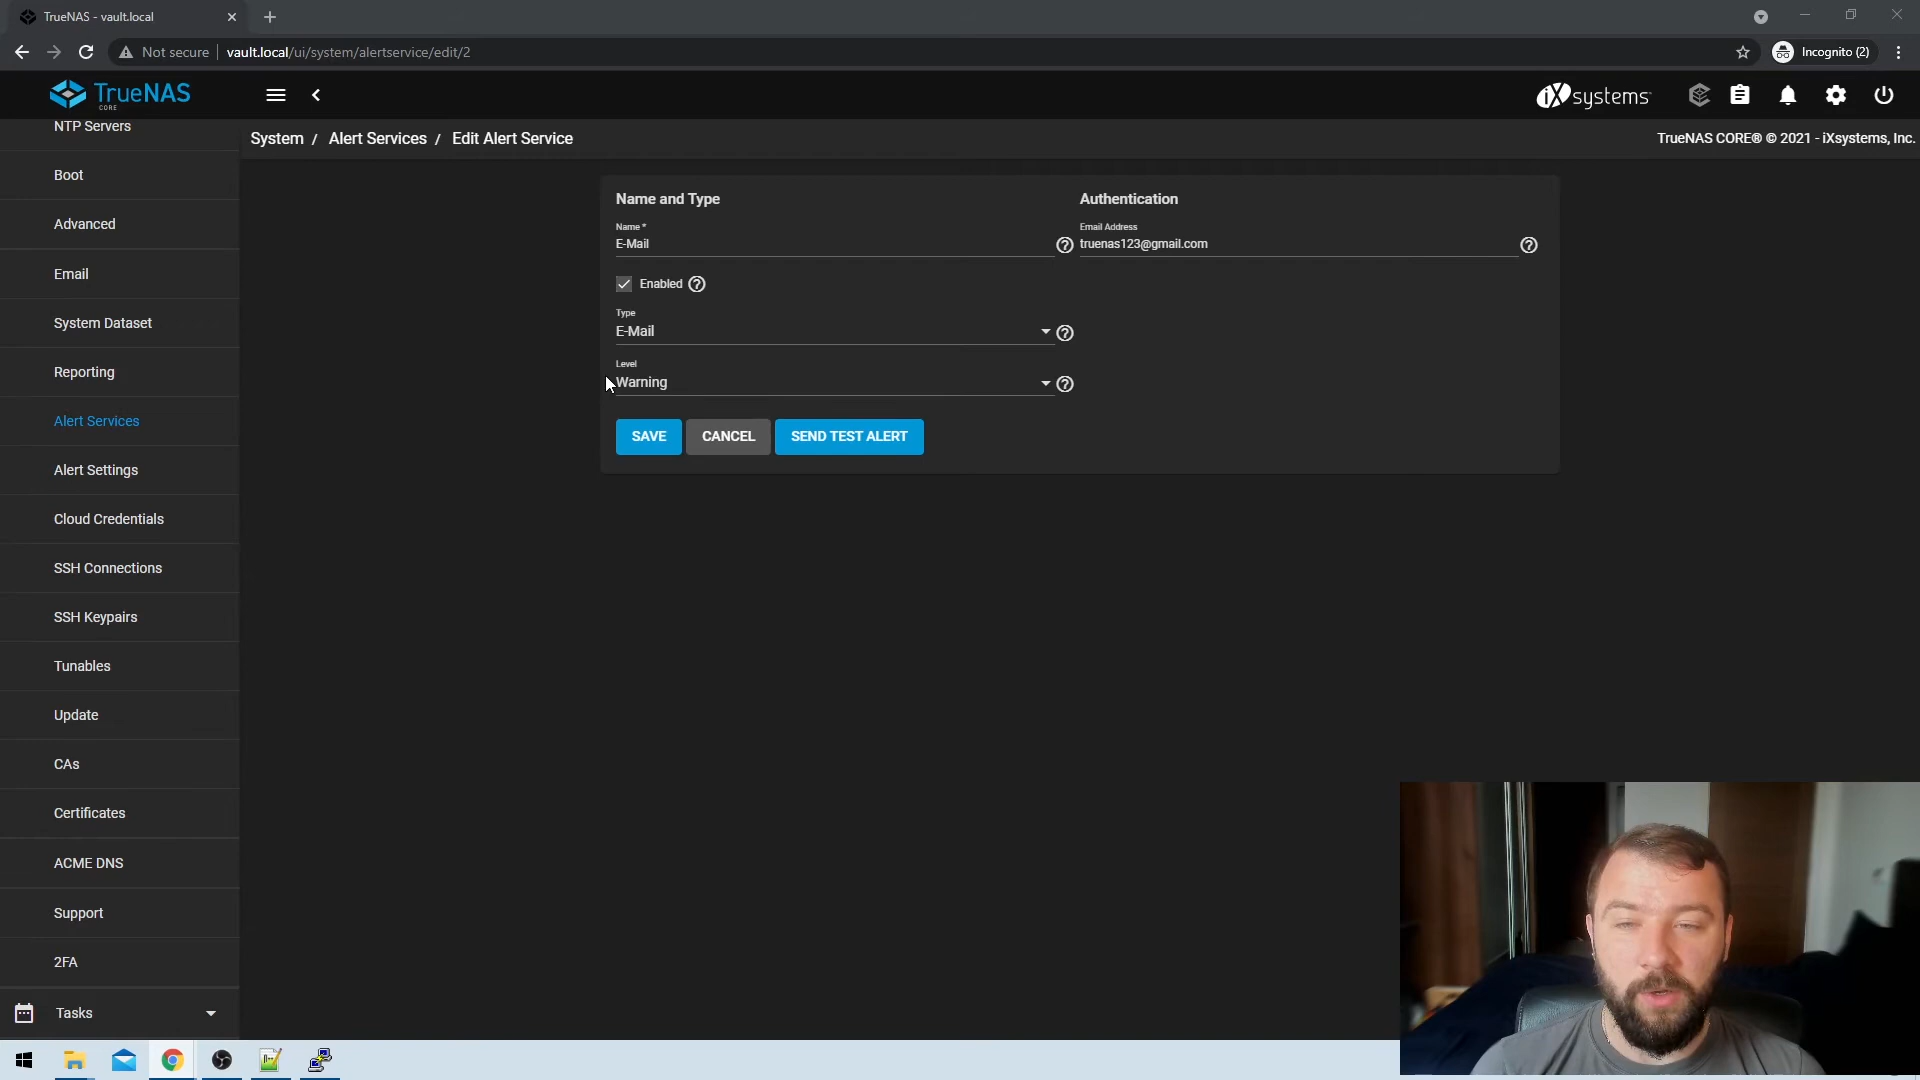 TrueNAS - vault.local
Not secure
vault.local/ui/system/alertservice/edit/2
Incognito (2)
TrueNAS
CORE
iXsystems
NTP Servers
System / Alert Services / Edit Alert Service
TrueNAS CORE® © 2021 - iXsystems, Inc.
Boot
Advanced
Email
System Dataset
Reporting
Alert Services
Alert Settings
Cloud Credentials
SSH Connections
SSH Keypairs
Tunables
Update
CAs
Certificates
ACME DNS
Support
2FA
Tasks
Name and Type
Name *
E-Mail
Enabled
Type
E-Mail
Level
Warning
SAVE
CANCEL
SEND TEST ALERT
Authentication
Email Address
truenas123@gmail.com